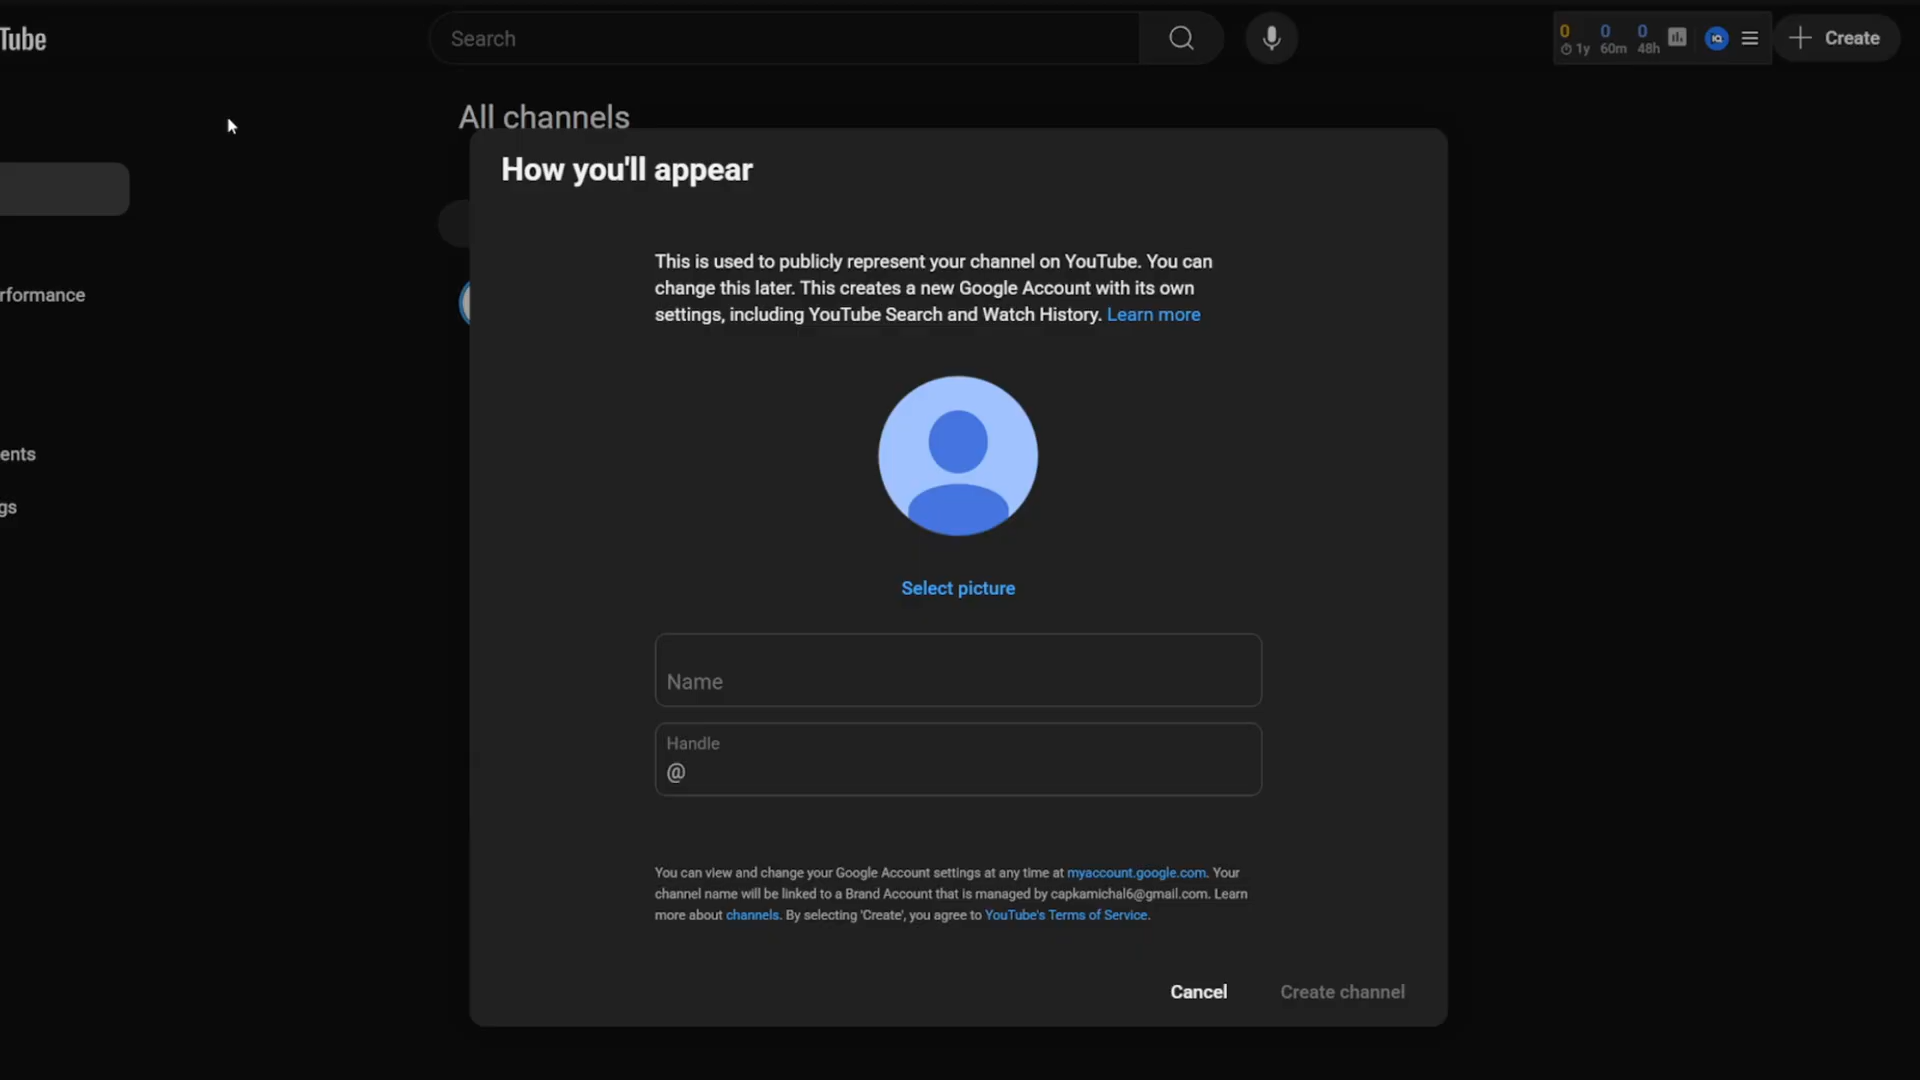 Tube
Search
0 0 0
1y 60m 48h
IQ
Create
All channels
How you'll appear
This is used to publicly represent your channel on YouTube. You can
change this later. This creates a new Google Account with its own
settings, including YouTube Search and Watch History. Learn more
rformance
ents
gs
Select picture
Name
Handle
@
You can view and change your Google Account settings at any time at myaccount.google.com. Your
channel name will be linked to a Brand Account that is managed by capkamichal6@gmail.com. Learn
more about channels. By selecting 'Create', you agree to YouTube's Terms of Service.
Cancel Create channel